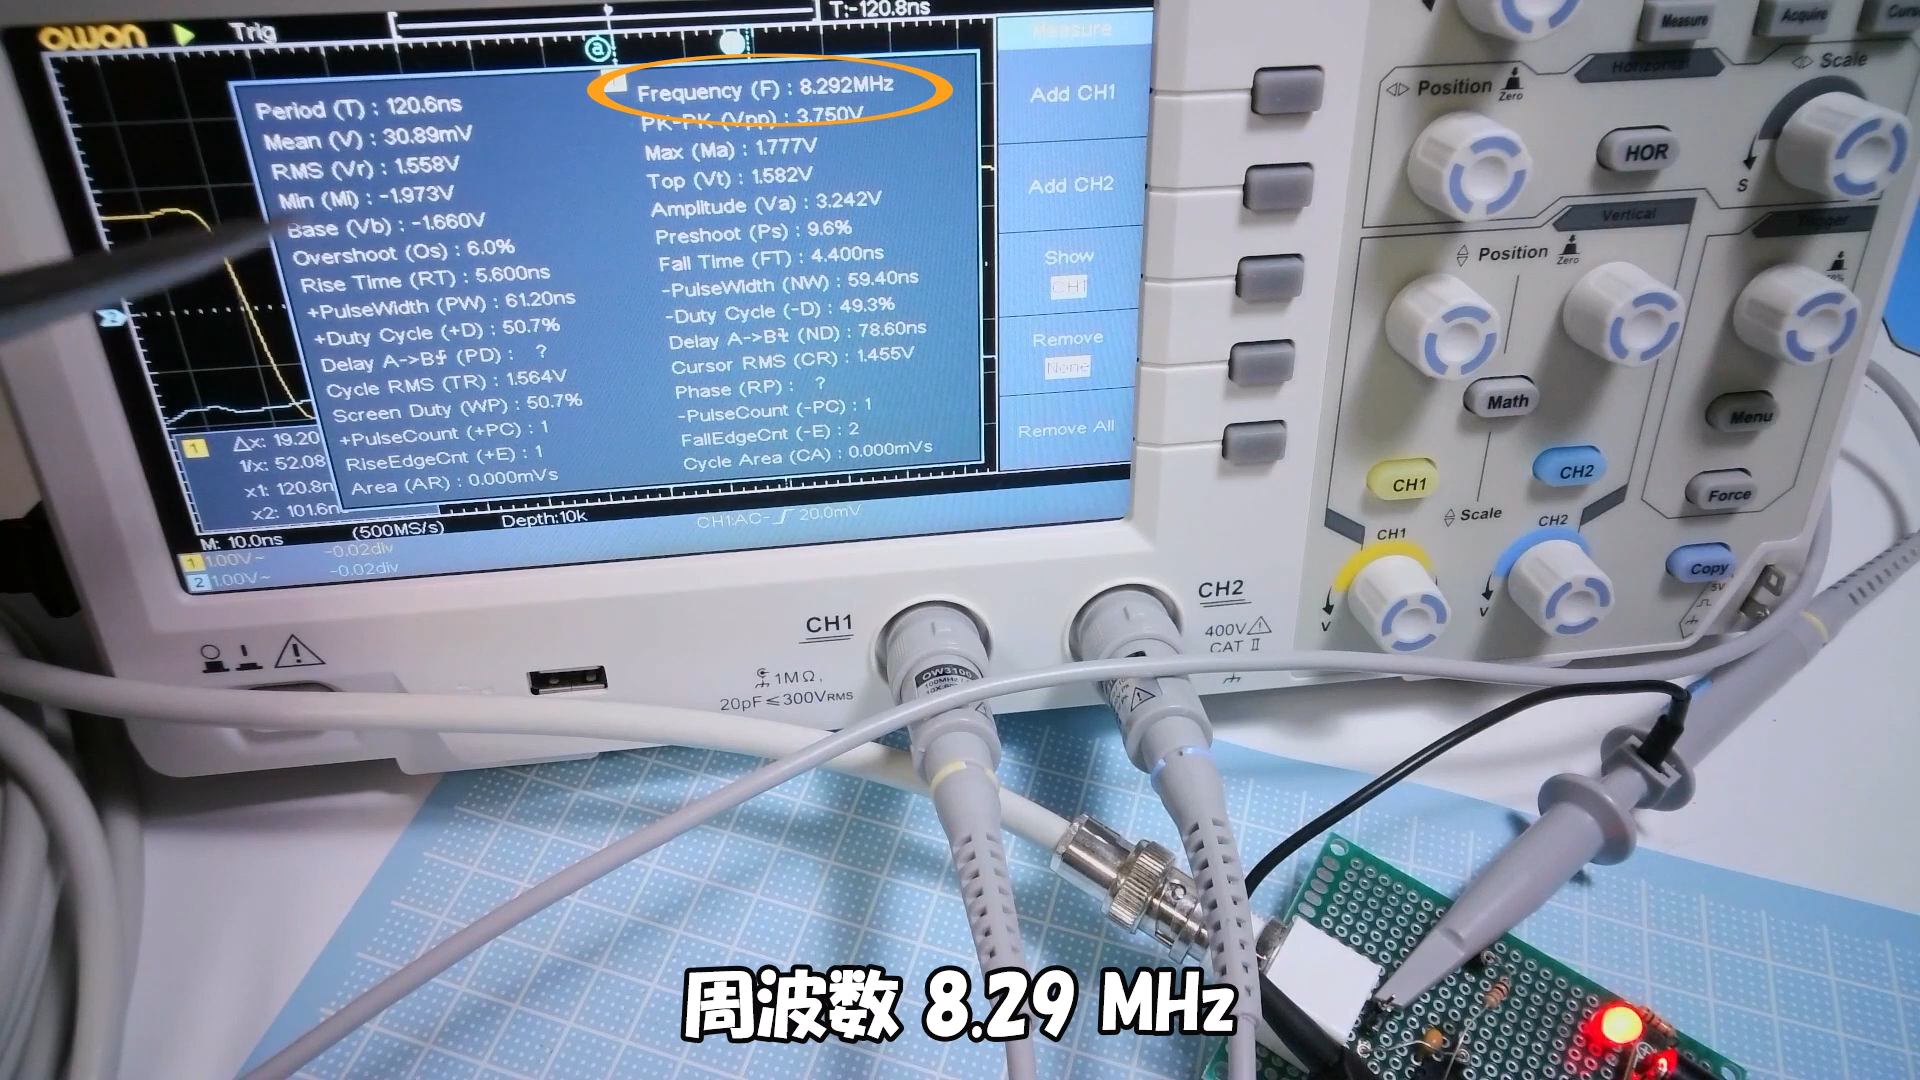 OWON
Trig
T:-120.8ns
Measure
Period (T) : 120.6ns
Mean (V) : 30.89mV
RMS (Vr) : 1.558V
Min (Mi) : -1.973V
Base (Vb) : -1.660V
Overshoot (Os) : 6.0%
Rise Time (RT) : 5.600ns
+PulseWidth (PW) : 61.20ns
+Duty Cycle (+D) : 50.7%
Delay A->B (PD) : ?
Cycle RMS (TR) : 1.564V
Screen Duty (WP) : 50.7%
+PulseCount (+PC) : 1
RiseEdgeCnt (+E) : 1
Area (AR) : 0.000mVs
Frequency (F) : 8.292MHz
PK-PK (Vpp) : 3.750V
Max (Ma) : 1.777V
Top (Vt) : 1.582V
Amplitude (Va) : 3.242V
Preshoot (Ps) : 9.6%
Fall Time (FT) : 4.400ns
-PulseWidth (NW) : 59.40ns
-Duty Cycle (-D) : 49.3%
Delay A->B (ND) : 78.60ns
Cursor RMS (CR) : 1.455V
Phase (RP) : ?
-PulseCount (-PC) : 1
FallEdgeCnt (-E) : 2
Cycle Area (CA) : 0.000mVs
Add CH1
Add CH2
Show
CH1
Remove
None
Remove All
1
Δx: 19.20
1/x: 52.08
x1: 120.8n
x2: 101.6n
M: 10.0ns
(500MS/s)
Depth:10k
CH1:AC- 20.0mV
1 1.00V~ -0.02div
2 1.00V~ -0.02div
Measure
Acquire
Horizontal
Position
Zero
HOR
Scale
S
Vertical
Position
Zero
Trigger
Math
Menu
CH1
CH2
Force
Scale
CH1
CH2
V
V
Copy
5V
CH1
1MΩ,
20pF≤300VRMS
CH2
400V
CAT II
OW3100
周波数 8.29 MHz